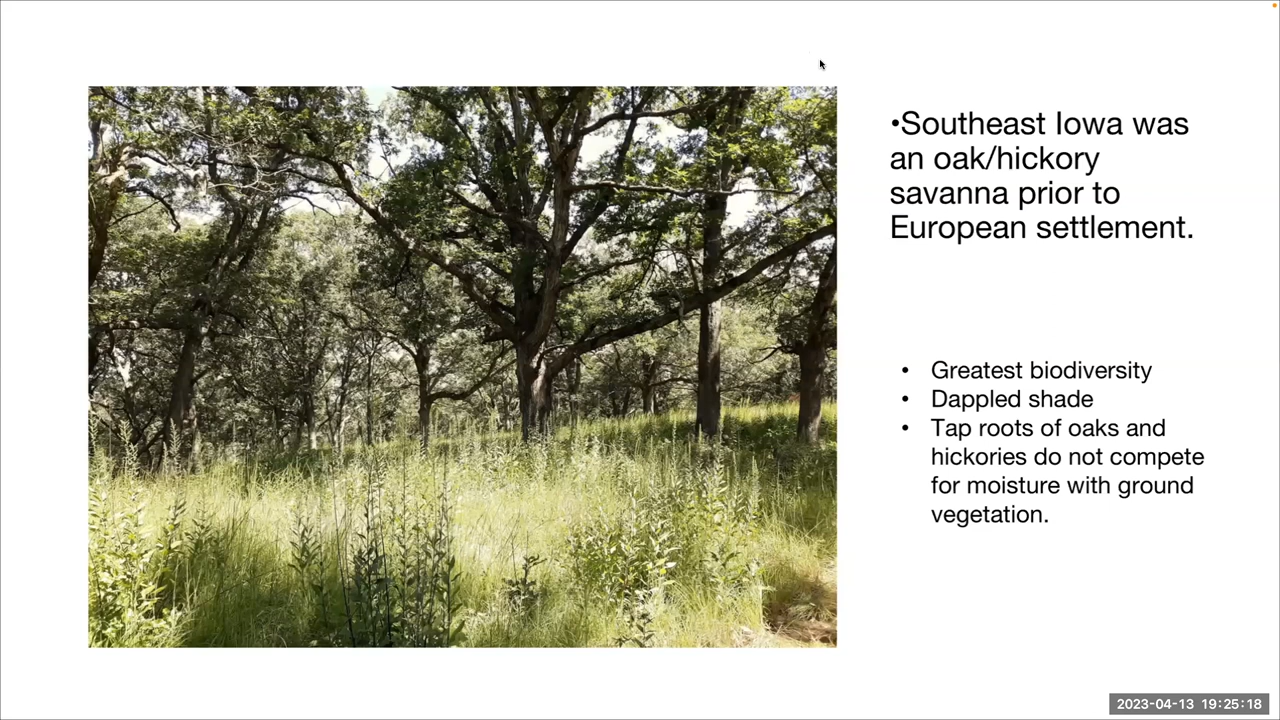 •Southeast Iowa was
an oak/hickory
savanna prior to
European settlement.
• Greatest biodiversity
• Dappled shade
• Tap roots of oaks and
hickories do not compete
for moisture with ground
vegetation.
2023-04-13 19:25:18